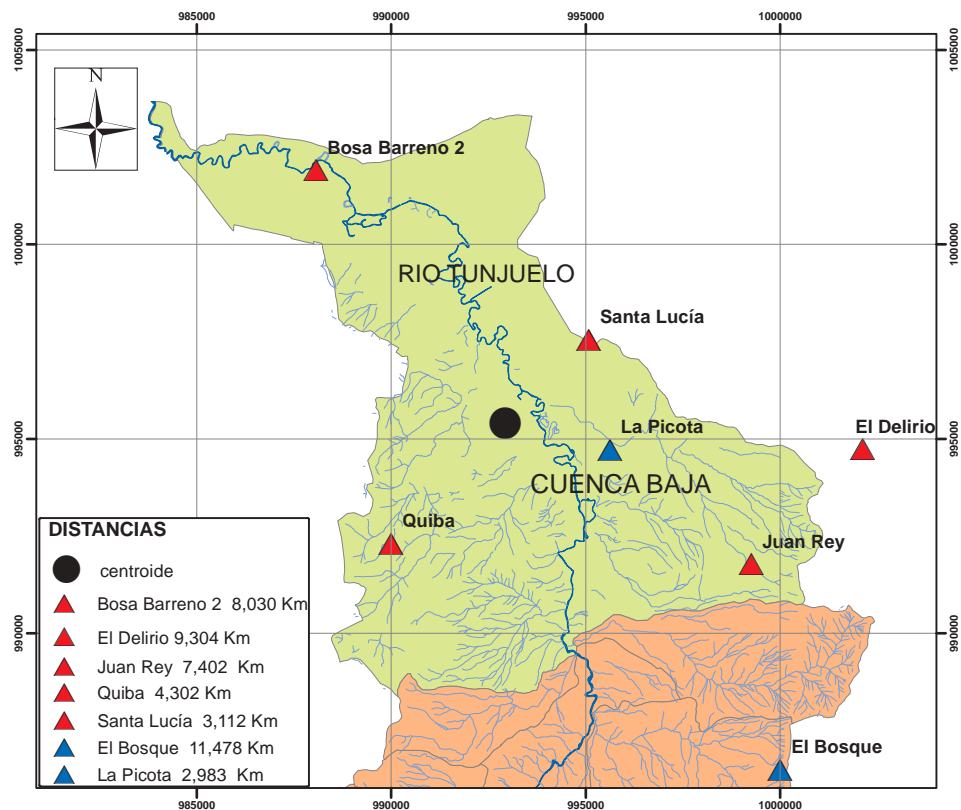 985000 990000 995000 1000000
1005000 1005000
N
Bosa Barreno 2
1000000 1000000
RIO TUNJUELO
Santa Lucía
995000 995000
La Picota
El Delirio
CUENCA BAJA
Quiba
Juan Rey
DISTANCIAS
centroide
Bosa Barreno 2 8,030 Km
El Delirio 9,304 Km
Juan Rey 7,402 Km
Quiba 4,302 Km
Santa Lucía 3,112 Km
El Bosque 11,478 Km
La Picota 2,983 Km
990000 990000
El Bosque
985000 990000 995000 1000000